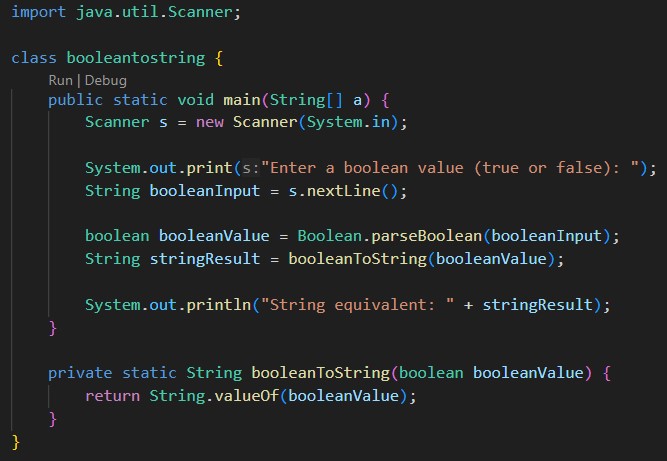 import java.util.Scanner;
class booleantostring {
Run | Debug
public static void main(String[] a) {
Scanner s = new Scanner(System.in);
System.out.print(s:"Enter a boolean value (true or false): ");
String booleanInput = s.nextLine();
boolean booleanValue = Boolean.parseBoolean(booleanInput);
String stringResult = booleanToString(booleanValue);
System.out.println("String equivalent: " + stringResult);
}
private static String booleanToString(boolean booleanValue) {
return String.valueOf(booleanValue);
}
}